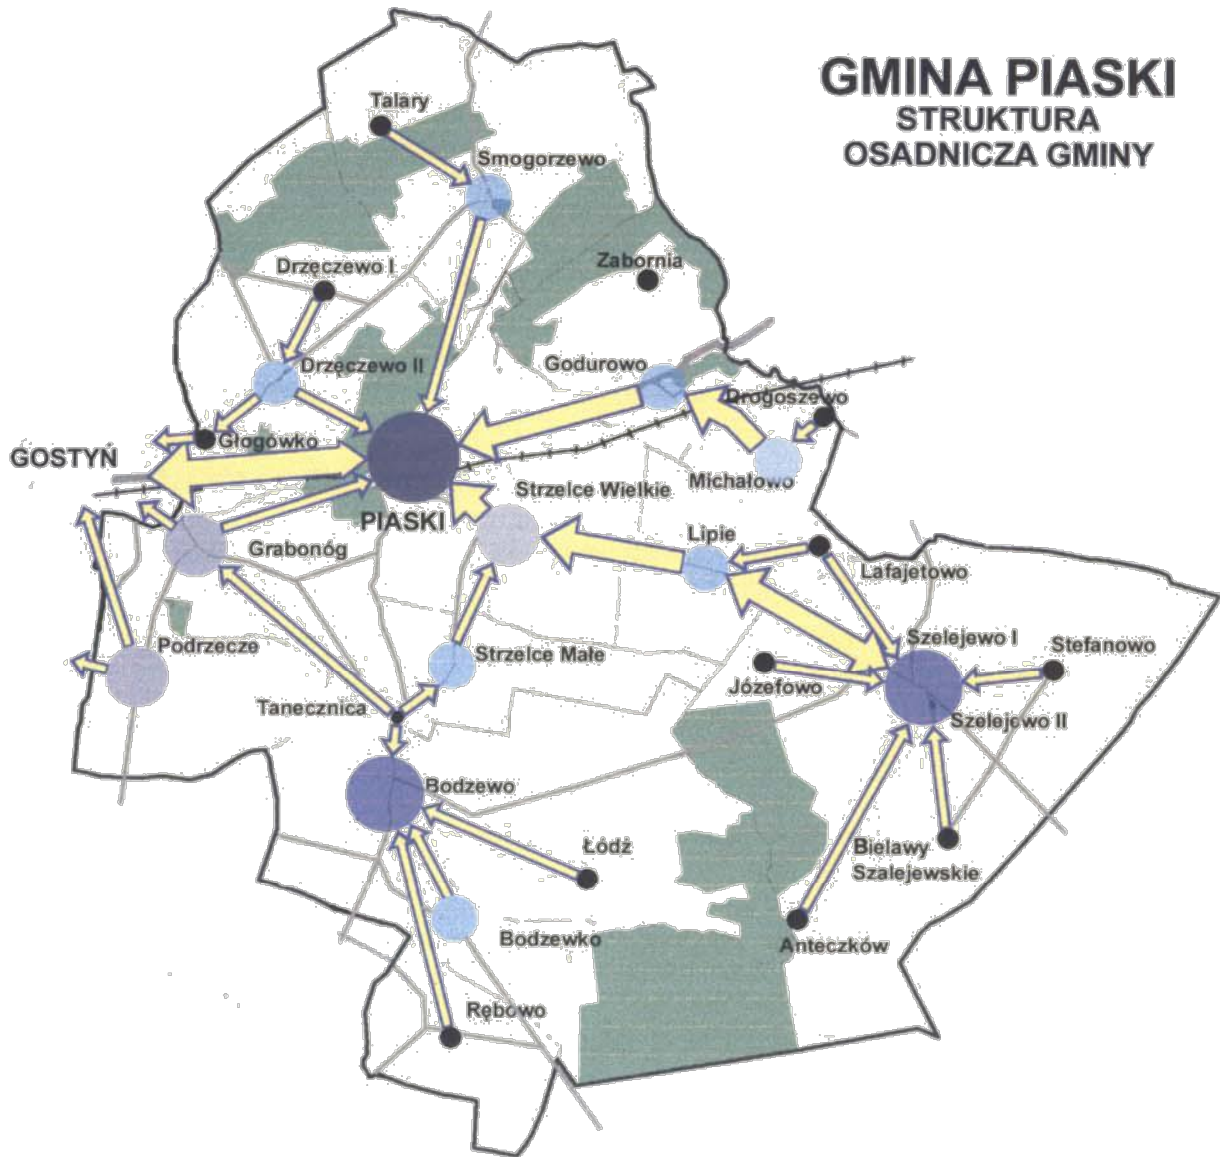 GMINA PIASKI
STRUKTURA
OSADNICZA GMINY
Talary
Smogorzewo
Zabornia
Drzęczewo I
Drzęczewo II
Godurowo
Drogoszewo
Głogówko
GOSTYŃ
Michałowo
Strzelce Wielkie
PIASKI
Lipie
Grabonóg
Lafajetowo
Podrzecze
Szelejewo I
Stefanowo
Strzelce Małe
Józefowo
Tanecznica
Szelejewo II
Bodzewo
Łódź
Bielawy
Szalejewskie
Bodzewko
Anteczków
Rębowo